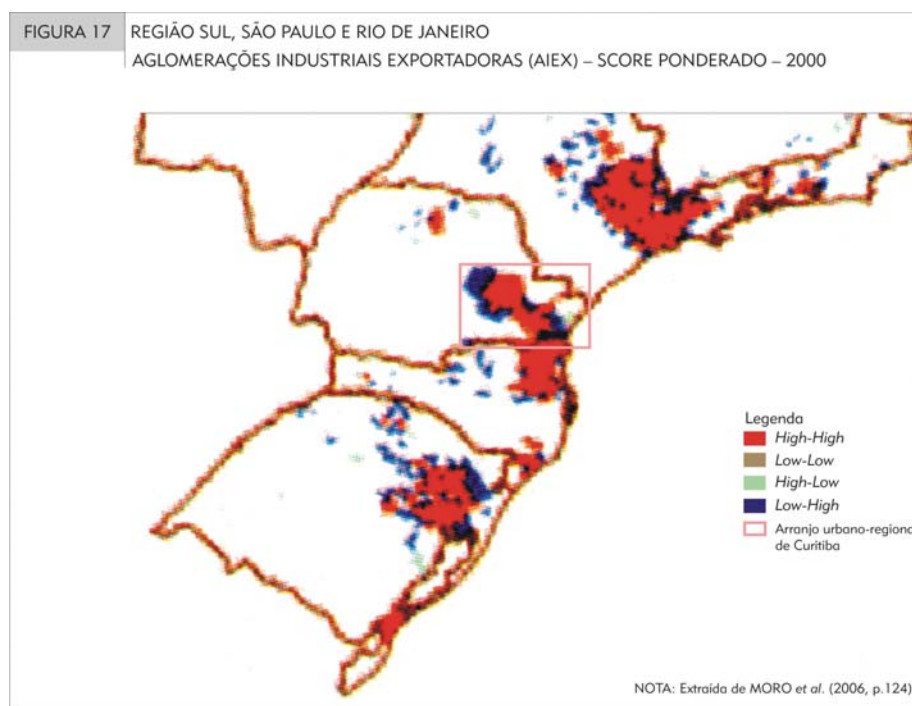 FIGURA 17
REGIÃO SUL, SÃO PAULO E RIO DE JANEIRO
AGLOMERAÇÕES INDUSTRIAIS EXPORTADORAS (AIEX) – SCORE PONDERADO – 2000
Legenda
High-High
Low-Low
High-Low
Low-High
Arranjo urbano-regiona
de Curitiba
NOTA: Extraída de MORO et al. (2006, p.124)